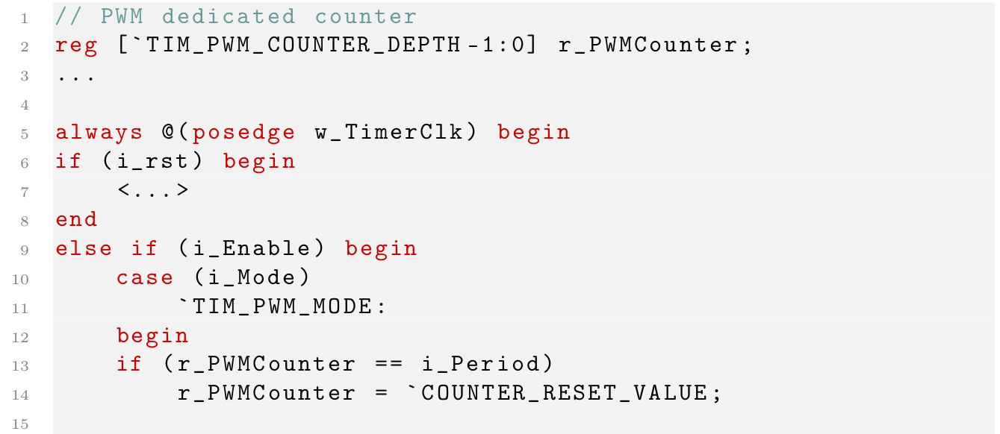 1 // PWM dedicated counter
2 reg [`TIM_PWM_COUNTER_DEPTH-1:0] r_PWMCounter;
3 ...
4
5 always @(posedge w_TimerClk) begin
6 if (i_rst) begin
7 <...>
8 end
9 else if (i_Enable) begin
10 case (i_Mode)
11 `TIM_PWM_MODE:
12 begin
13 if (r_PWMCounter == i_Period)
14 r_PWMCounter = `COUNTER_RESET_VALUE;
15